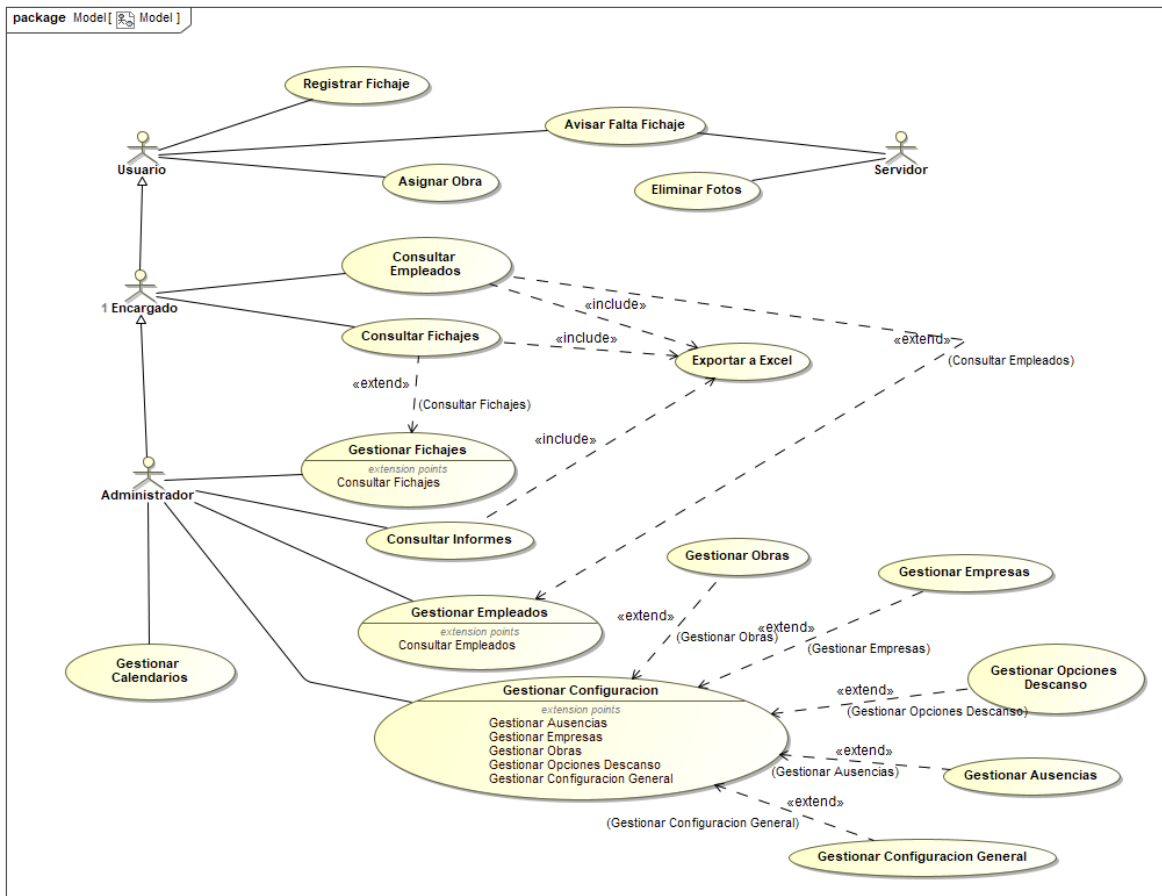 package Model [ Model ]
Registrar Fichaje
Avisar Falta Fichaje
Usuario
Servidor
Asignar Obra
Eliminar Fotos
Consultar
Empleados
1 Encargado
«include»
Consultar Fichajes
«include»
«extend»
Exportar a Excel
(Consultar Empleados)
«extend»
(Consultar Fichajes)
«include»
Gestionar Fichajes
extension points
Consultar Fichajes
Administrador
Consultar Informes
Gestionar Obras
Gestionar Empresas
Gestionar Empleados
extension points
Consultar Empleados
«extend»
(Gestionar Obras)
«extend»
(Gestionar Empresas)
Gestionar
Calendarios
Gestionar Opciones
Descanso
Gestionar Configuracion
extension points
Gestionar Ausencias
Gestionar Empresas
Gestionar Obras
Gestionar Opciones Descanso
Gestionar Configuracion General
«extend»
(Gestionar Opciones Descanso)
«extend»
(Gestionar Ausencias)
Gestionar Ausencias
«extend»
(Gestionar Configuracion General)
Gestionar Configuracion General